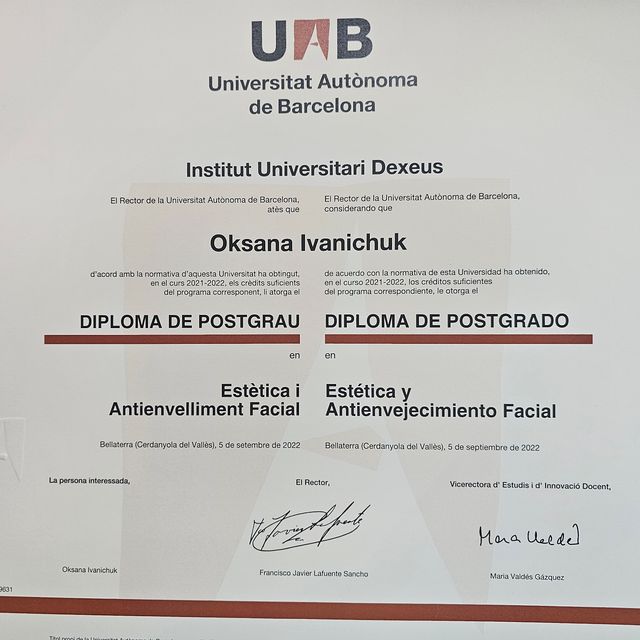 UAB
Universitat Autònoma
de Barcelona
Institut Universitari Dexeus
El Rector de la Universitat Autònoma de Barcelona,
atès que
El Rector de la Universitat Autònoma de Barcelona,
considerando que
Oksana Ivanichuk
d'acord amb la normativa d'aquesta Universitat ha obtingut,
en el curs 2021-2022, els crèdits suficients
del programa corresponent, li atorga el
de acuerdo con la normativa de esta Universidad ha obtenido,
en el curso 2021-2022, los créditos suficientes
del programa correspondiente, le otorga el
DIPLOMA DE POSTGRAU
DIPLOMA DE POSTGRADO
en
en
Estètica i
Antienvelliment Facial
Estética y
Antienvejecimiento Facial
Bellaterra (Cerdanyola del Vallès), 5 de setembre de 2022
Bellaterra (Cerdanyola del Vallès), 5 de septiembre de 2022
La persona interessada,
El Rector,
Vicerectora d' Estudis i d' Innovació Docent,
Maria Valdés
Oksana Ivanichuk
Francisco Javier Lafuente Sancho
Maria Valdés Gázquez
9631